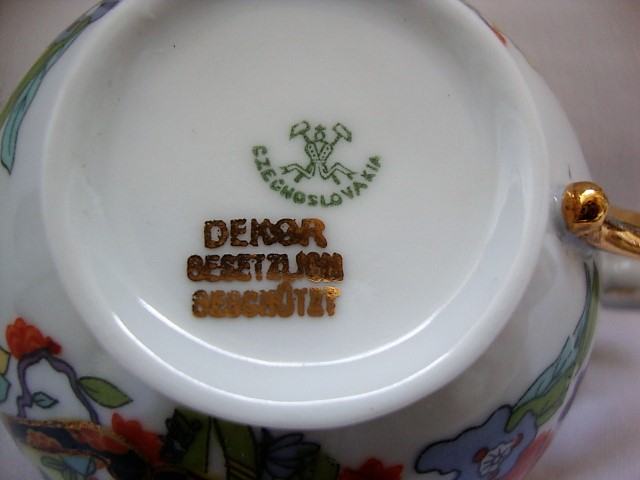 CZECHOSLOVAKIA
DEKOR
GESETZLICH
GESCHÜTZT